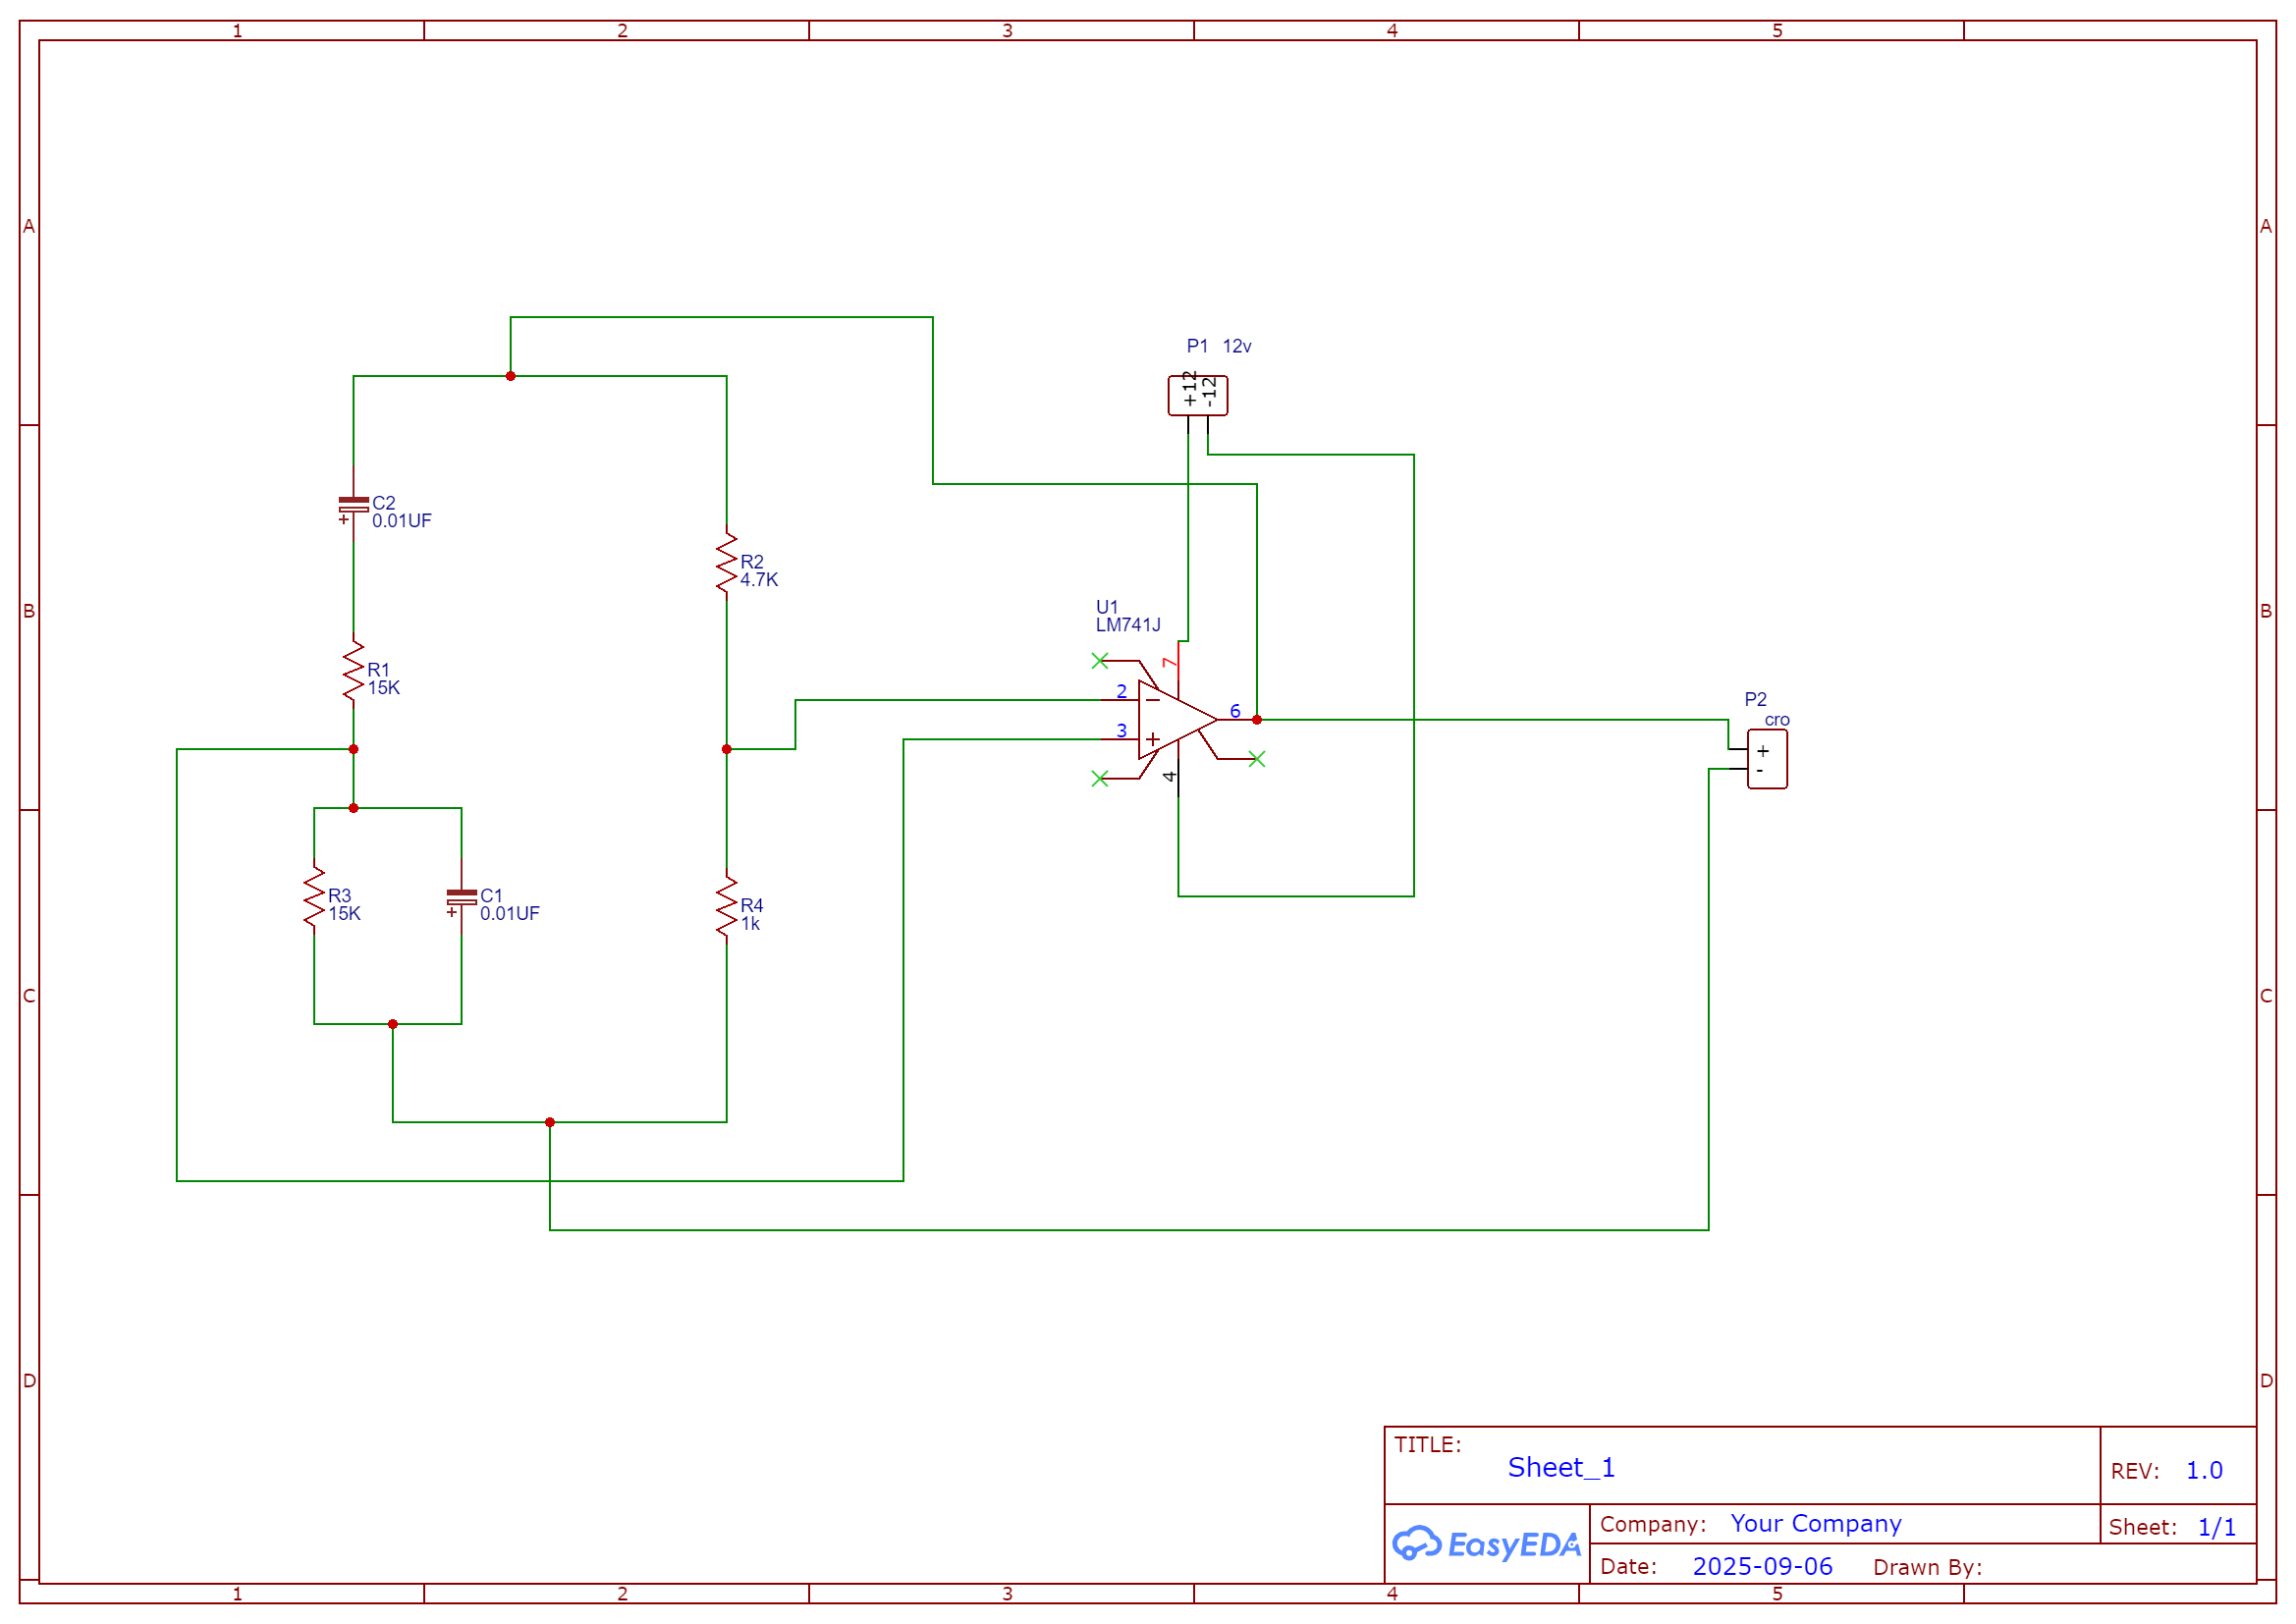 1 2 3 4 5
A A
P1 12v
+12
-12
C2
0.01UF
R2
4.7K
B B
U1
LM741J
R1
15K
7
2
6
3
4
P2
cro
+
-
R3
15K
C1
0.01UF
R4
1k
C C
D D
TITLE:
Sheet_1
REV: 1.0
EasyEDA
Company: Your Company
Sheet: 1/1
Date: 2025-09-06 Drawn By:
1 2 3 4 5